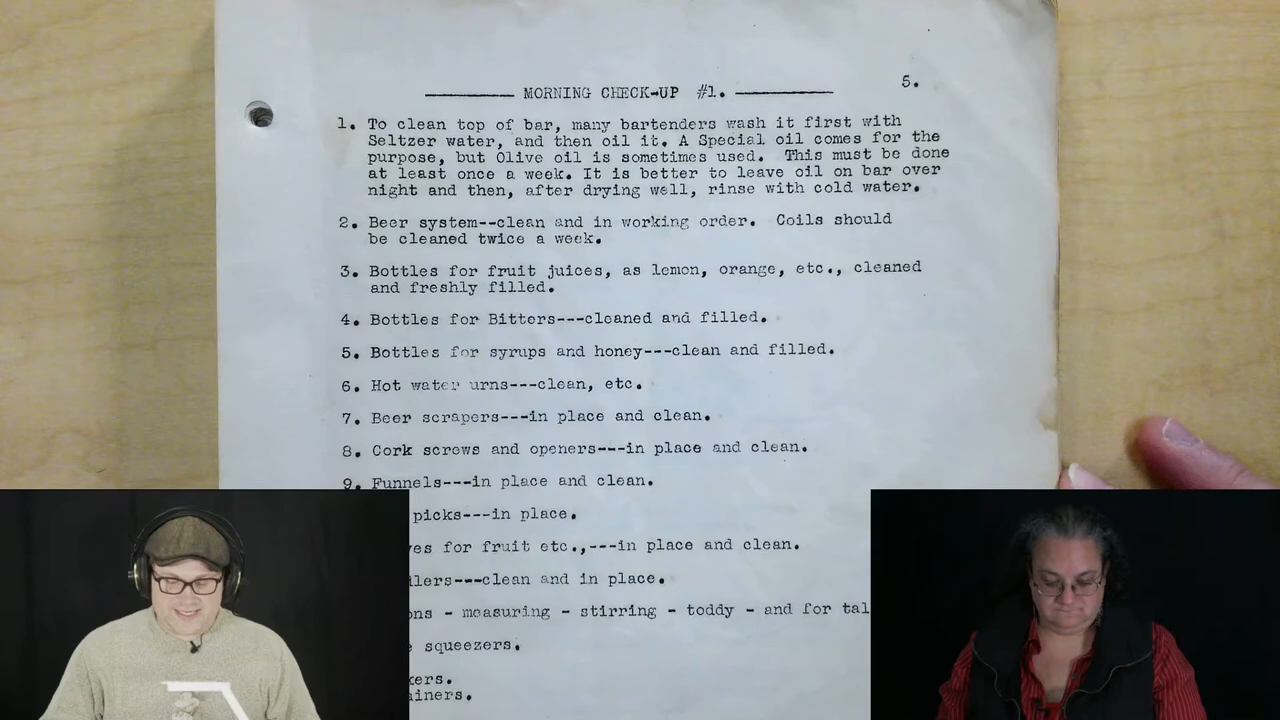 5.
MORNING CHECK-UP #1.
1. To clean top of bar, many bartenders wash it first with
Seltzer water, and then oil it. A Special oil comes for the
purpose, but Olive oil is sometimes used. This must be done
at least once a week. It is better to leave oil on bar over
night and then, after drying well, rinse with cold water.
2. Beer system--clean and in working order. Coils should
be cleaned twice a week.
3. Bottles for fruit juices, as lemon, orange, etc., cleaned
and freshly filled.
4. Bottles for Bitters---cleaned and filled.
5. Bottles for syrups and honey---clean and filled.
6. Hot water urns---clean, etc.
7. Beer scrapers---in place and clean.
8. Cork screws and openers---in place and clean.
9. Funnels---in place and clean.
picks---in place.
for fruit etc.,---in place and clean.
clean and in place.
- measuring - stirring - toddy - and for
squeezers.